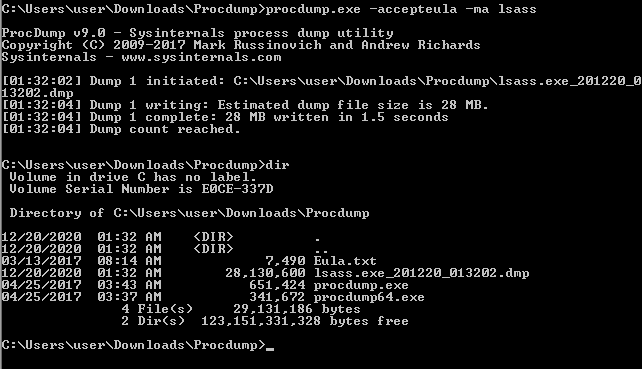 C:\Users\user\Downloads\Procdump>procdump.exe -accepteula -ma lsass
ProcDump v9.0 - Sysinternals process dump utility
Copyright (C) 2009-2017 Mark Russinovich and Andrew Richards
Sysinternals - www.sysinternals.com
[01:32:02] Dump 1 initiated: C:\Users\user\Downloads\Procdump\lsass.exe_201220_0
13202.dmp
[01:32:04] Dump 1 writing: Estimated dump file size is 28 MB.
[01:32:04] Dump 1 complete: 28 MB written in 1.5 seconds
[01:32:04] Dump count reached.
C:\Users\user\Downloads\Procdump>dir
Volume in drive C has no label.
Volume Serial Number is E0CE-337D
Directory of C:\Users\user\Downloads\Procdump
12/20/2020  01:32 AM    <DIR>          .
12/20/2020  01:32 AM    <DIR>          ..
03/13/2017  08:14 AM             7,490 Eula.txt
12/20/2020  01:32 AM        28,130,600 lsass.exe_201220_013202.dmp
04/25/2017  03:43 AM           651,424 procdump.exe
04/25/2017  03:37 AM           341,672 procdump64.exe
4 File(s)     29,131,186 bytes
2 Dir(s)  123,151,331,328 bytes free
C:\Users\user\Downloads\Procdump>_